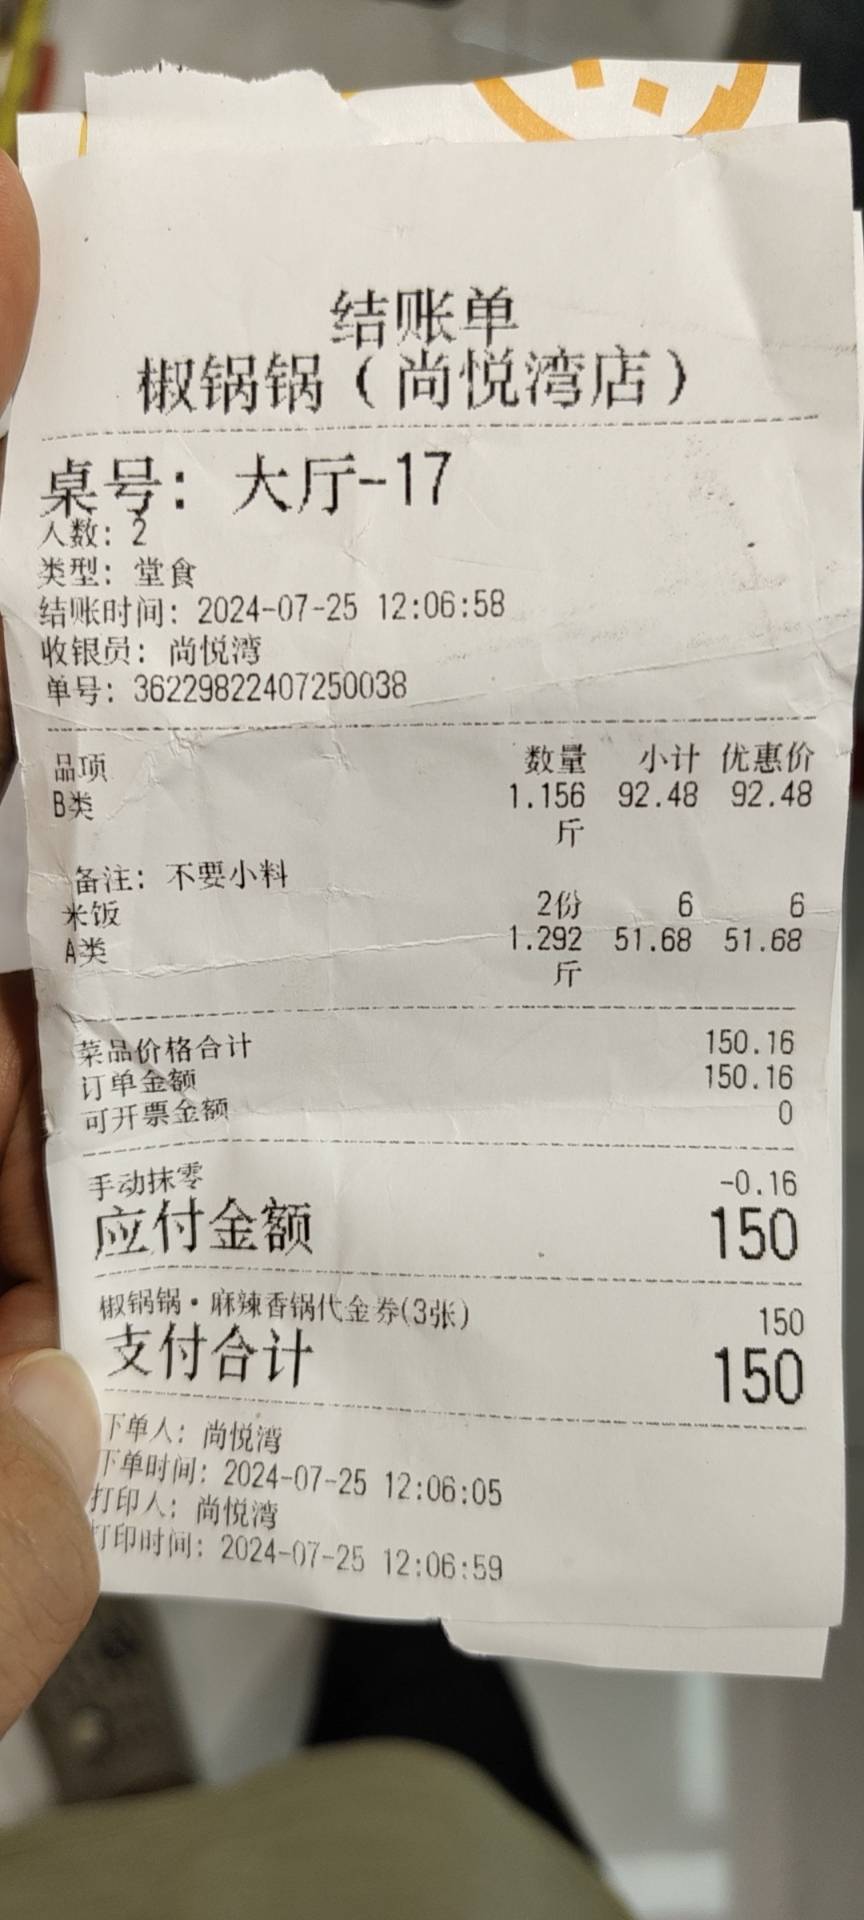 结账单
椒锅锅（尚悦湾店）
桌号：大厅-17
人数：2
类型：堂食
结账时间：2024-07-25 12:06:58
收银员：尚悦湾
单号：36229822407250038
品项 数量 小计 优惠价
B类 1.156 92.48 92.48
斤
备注：不要小料
米饭 2份 6 6
A类 1.292 51.68 51.68
斤
菜品价格合计 150.16
订单金额 150.16
可开票金额 0
手动抹零 -0.16
应付金额 150
椒锅锅·麻辣香锅代金券(3张) 150
支付合计 150
下单人：尚悦湾
下单时间：2024-07-25 12:06:05
打印人：尚悦湾
打印时间：2024-07-25 12:06:59